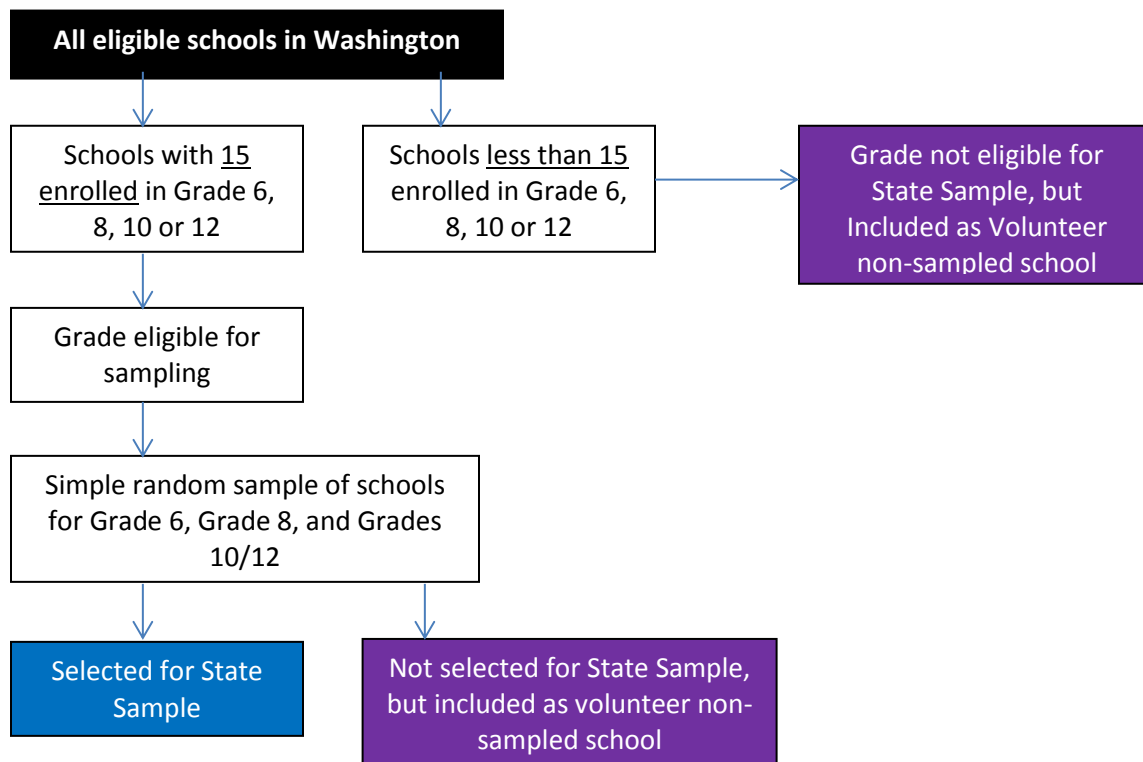 All eligible schools in Washington
Schools with 15
enrolled in Grade 6,
8, 10 or 12
Schools less than 15
enrolled in Grade 6,
8, 10 or 12
Grade not eligible for
State Sample, but
Included as Volunteer
non-sampled school
Grade eligible for
sampling
Simple random sample of schools
for Grade 6, Grade 8, and Grades
10/12
Selected for State
Sample
Not selected for State Sample,
but included as volunteer non-
sampled school